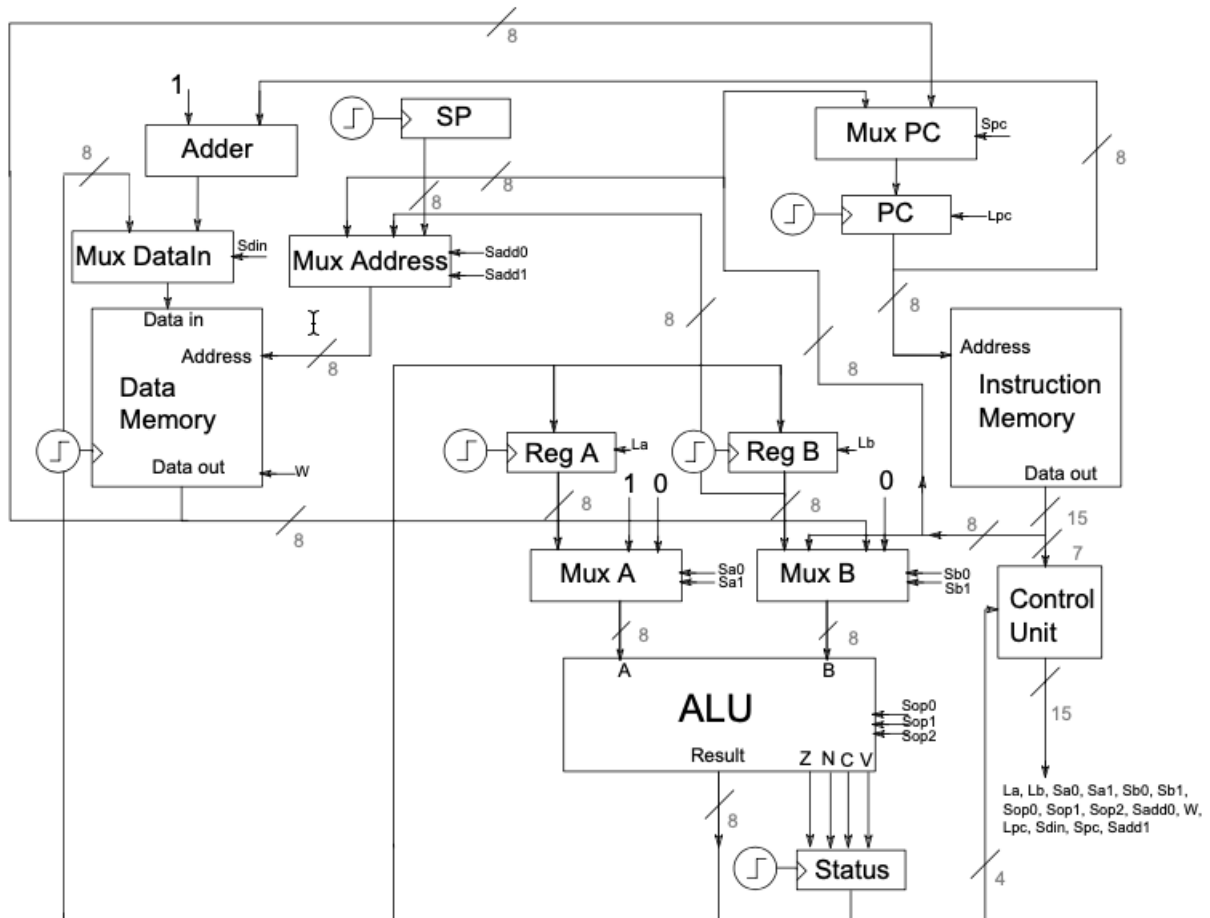 8
1
SP
Adder
Mux PC
Spc
8
8
8
8
PC
Lpc
Mux DataIn
Sdin
Mux Address
Sadd0
Sadd1
8
Data in
Address
8
8
8
Address
Data
Memory
Instruction
Memory
Reg A
La
Reg B
Lb
Data out
W
Data out
1 0
0
8
8
8
8
15
7
Mux A
Sa0
Sa1
Mux B
Sb0
Sb1
Control
Unit
8
8
A
B
ALU
Sop0
Sop1
Sop2
15
Result
Z N C V
La, Lb, Sa0, Sa1, Sb0, Sb1,
Sop0, Sop1, Sop2, Sadd0, W,
Lpc, Sdin, Spc, Sadd1
8
Status
4